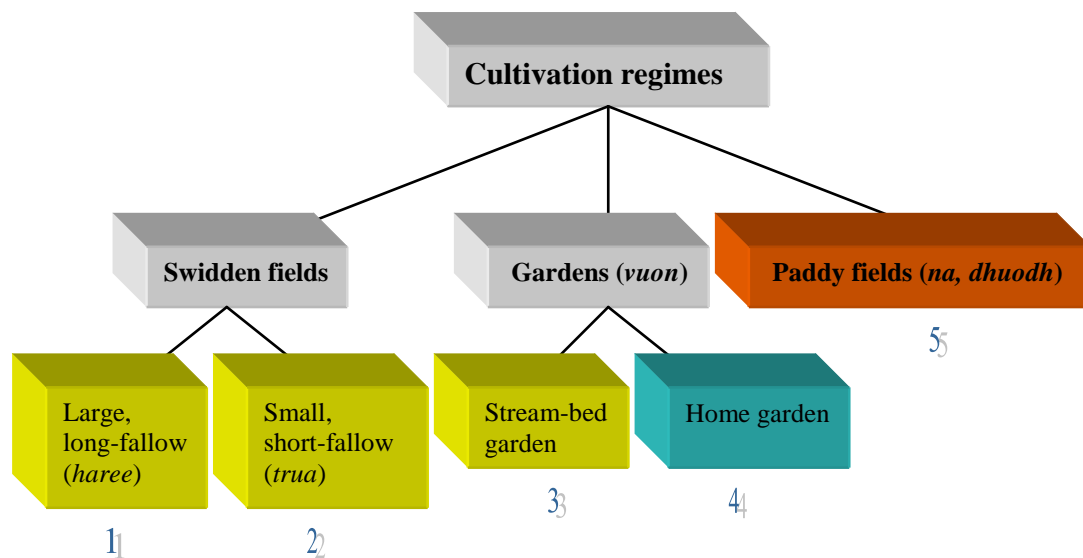 Cultivation regimes
Swidden fields
Gardens (vuon)
Paddy fields (na, dhuodh)
5
Large,
long-fallow
(haree)
Small,
short-fallow
(trua)
Stream-bed
garden
Home garden
1
2
3
4